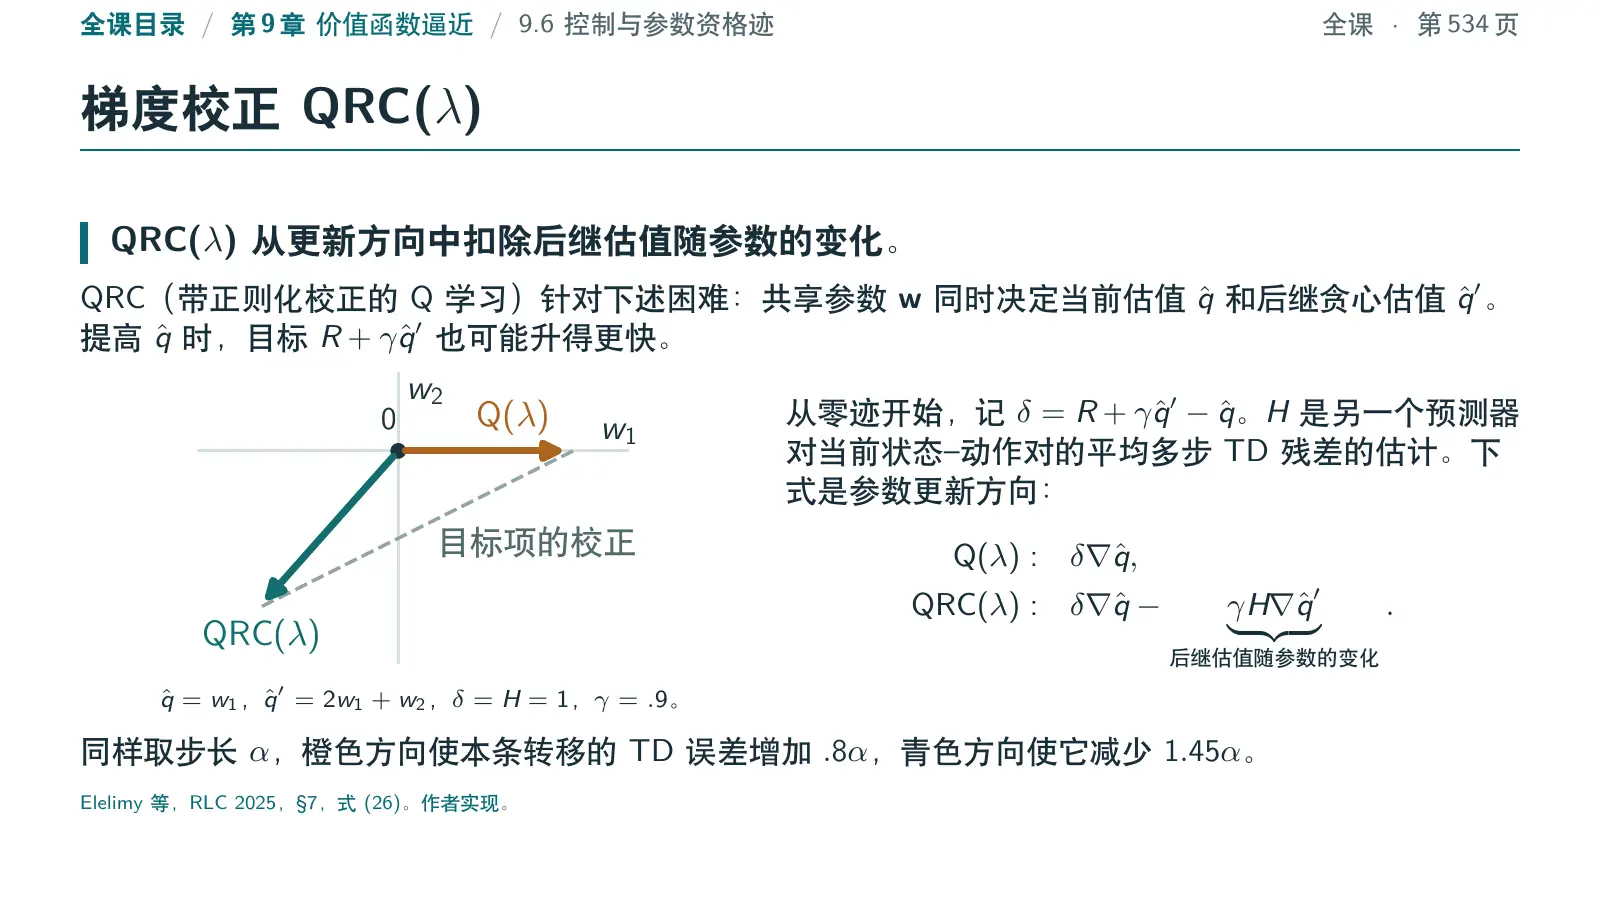 全课目录 / 第 9 章 价值函数逼近 / 9.6 控制与参数资格迹
全课 · 第 534 页
梯度校正 QRC(λ)
QRC(λ) 从更新方向中扣除后继估值随参数的变化。
QRC（带正则化校正的 Q 学习）针对下述困难：共享参数 w 同时决定当前估值 q̂ 和后继贪心估值 q̂′。
提高 q̂ 时，目标 R + γq̂′ 也可能升得更快。
w₂
0
Q(λ)
w₁
目标项的校正
QRC(λ)
q̂ = w₁，q̂′ = 2w₁ + w₂，δ = H = 1，γ = .9。
从零迹开始，记 δ = R + γq̂′ − q̂。H 是另一个预测器
对当前状态–动作对的平均多步 TD 残差的估计。下
式是参数更新方向：
Q(λ) : δ∇q̂,
QRC(λ) : δ∇q̂ − γH∇q̂′ .
后继估值随参数的变化
同样取步长 α，橙色方向使本条转移的 TD 误差增加 .8α，青色方向使它减少 1.45α。
Elelimy 等，RLC 2025，§7，式 (26)。作者实现。